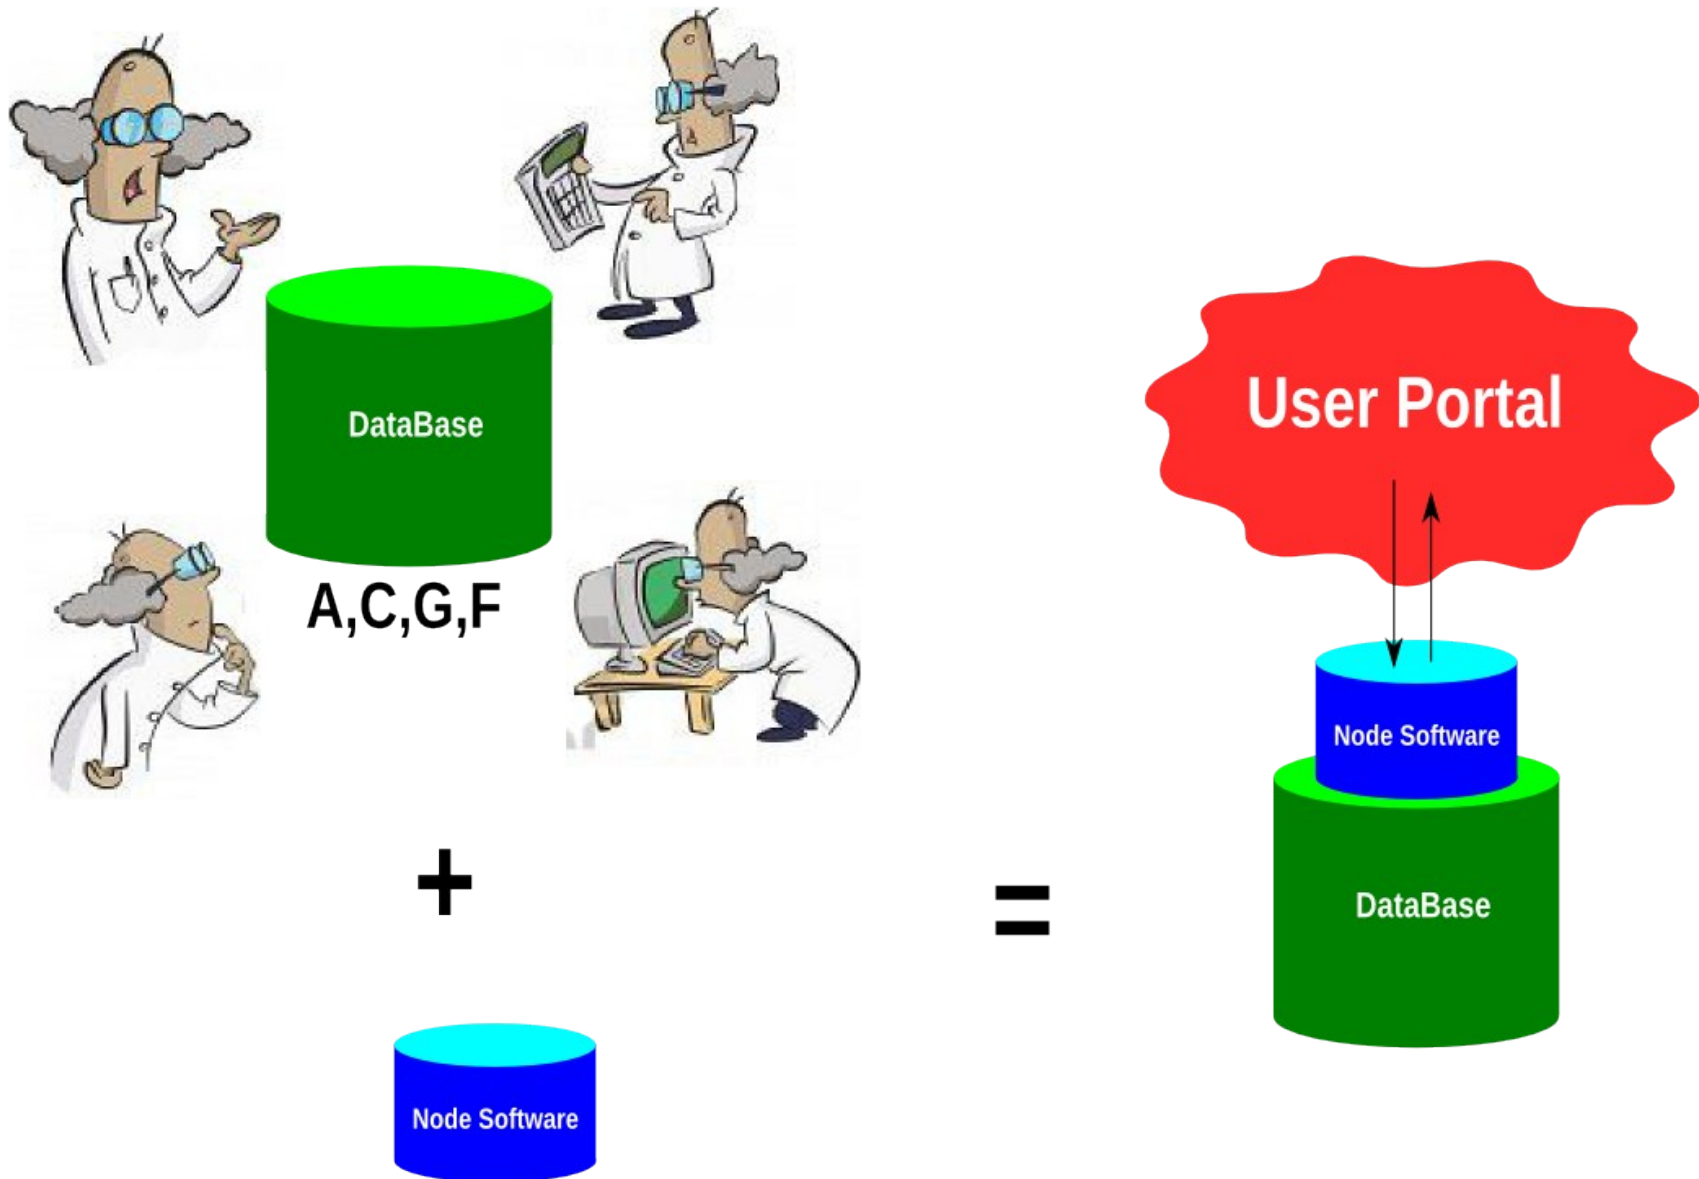 DataBase
A,C,G,F
+
Node Software
=
User Portal
Node Software
DataBase